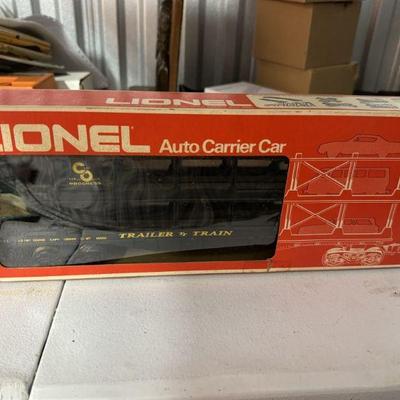 LIONEL
LIONEL Auto Carrier Car
C&O
PROGRESS
TRAILER TRAIN